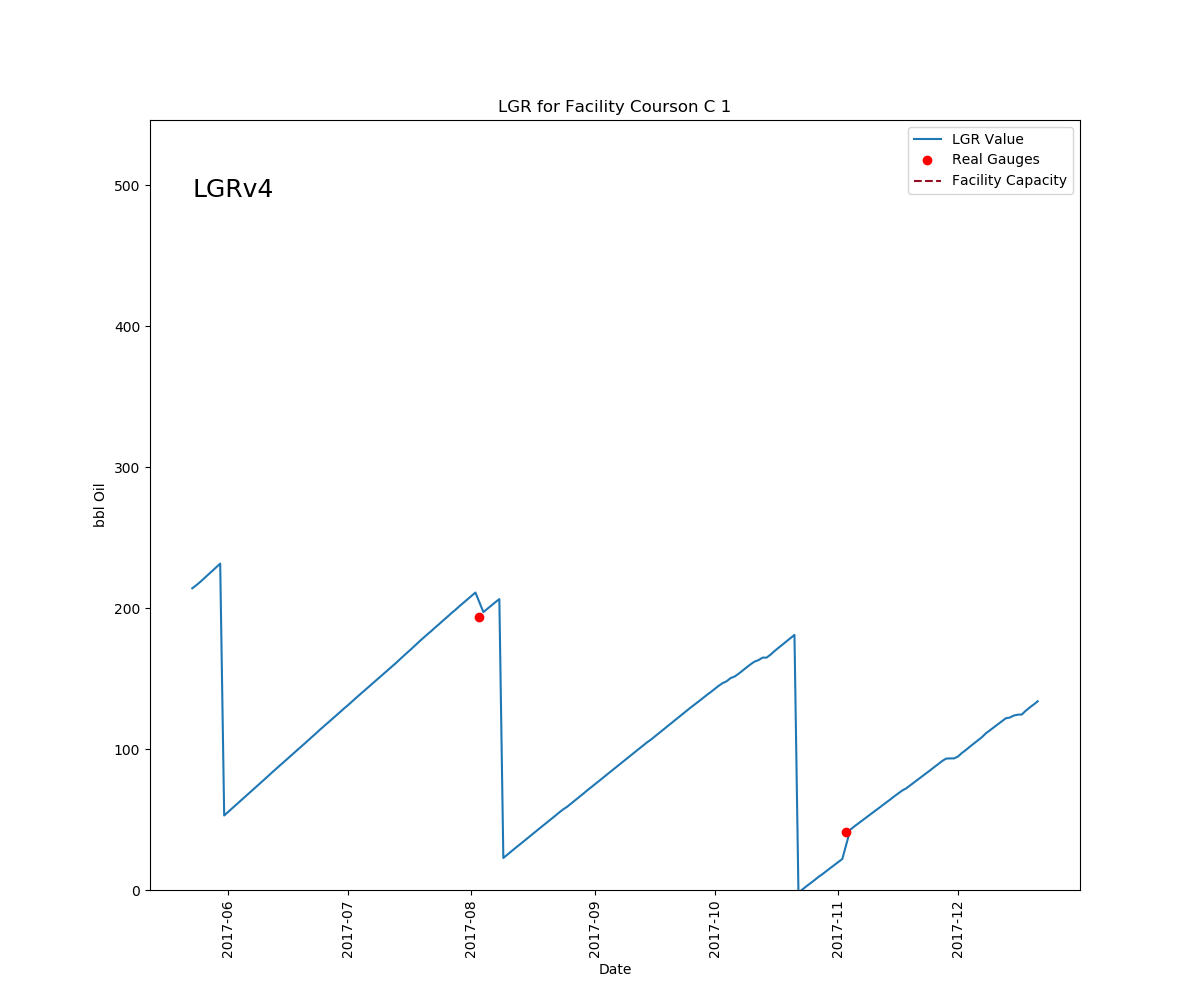 LGR for Facility Courson C 1
LGR Value
Real Gauges
Facility Capacity
LGRv4
500
400
300
200
100
0
bbl Oil
2017-06
2017-07
2017-08
2017-09
2017-10
2017-11
2017-12
Date